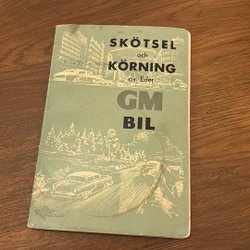 SKÖTSEL
och
KÖRNING
av Eder
GM
BIL